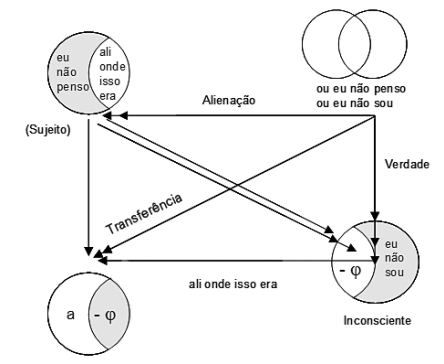 eu
não
penso
ali
onde
isso
era
ou eu não penso
ou eu não sou
Alienação
(Sujeito)
Verdade
Transferência
- φ
eu
não
sou
ali onde isso era
a
- φ
Inconsciente